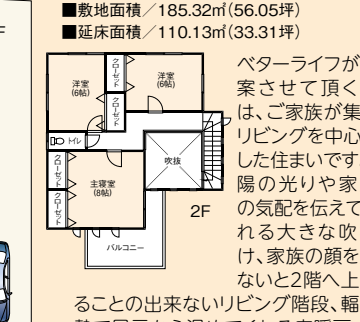 ■敷地面積／185.32㎡(56.05坪)
■延床面積／110.13㎡(33.31坪)
F
洋室
(6帖)
クローゼット
クローゼット
洋室
(6帖)
トイレ
クローゼット
クローゼット
主寝室
(8帖)
吹抜
バルコニー
2F
ベターライフが
案させて頂く
は、ご家族が集
リビングを中心
した住まいです
陽の光りや家
の気配を伝えて
れる大きな吹
け、家族の顔を
ないと2階へ上
ることの出来ないリビング階段、輻